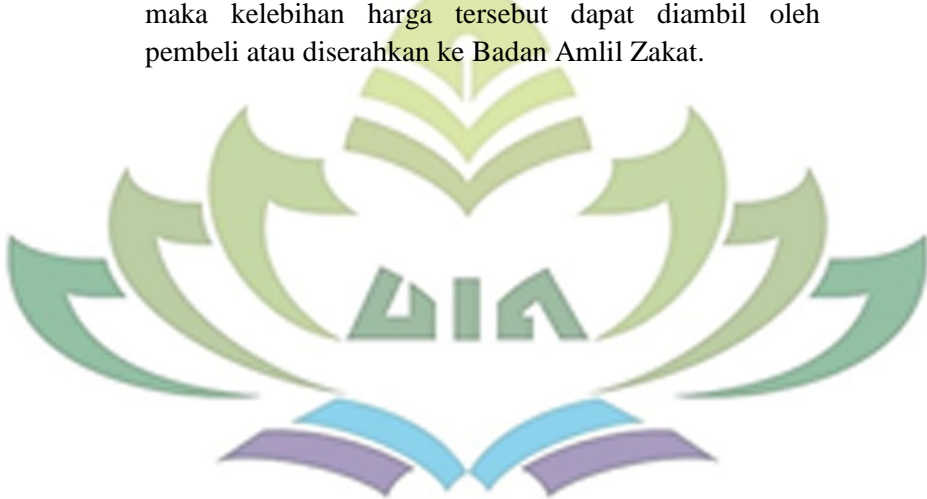 maka kelebihan harga tersebut dapat diambil oleh
pembeli atau diserahkan ke Badan Amlil Zakat.